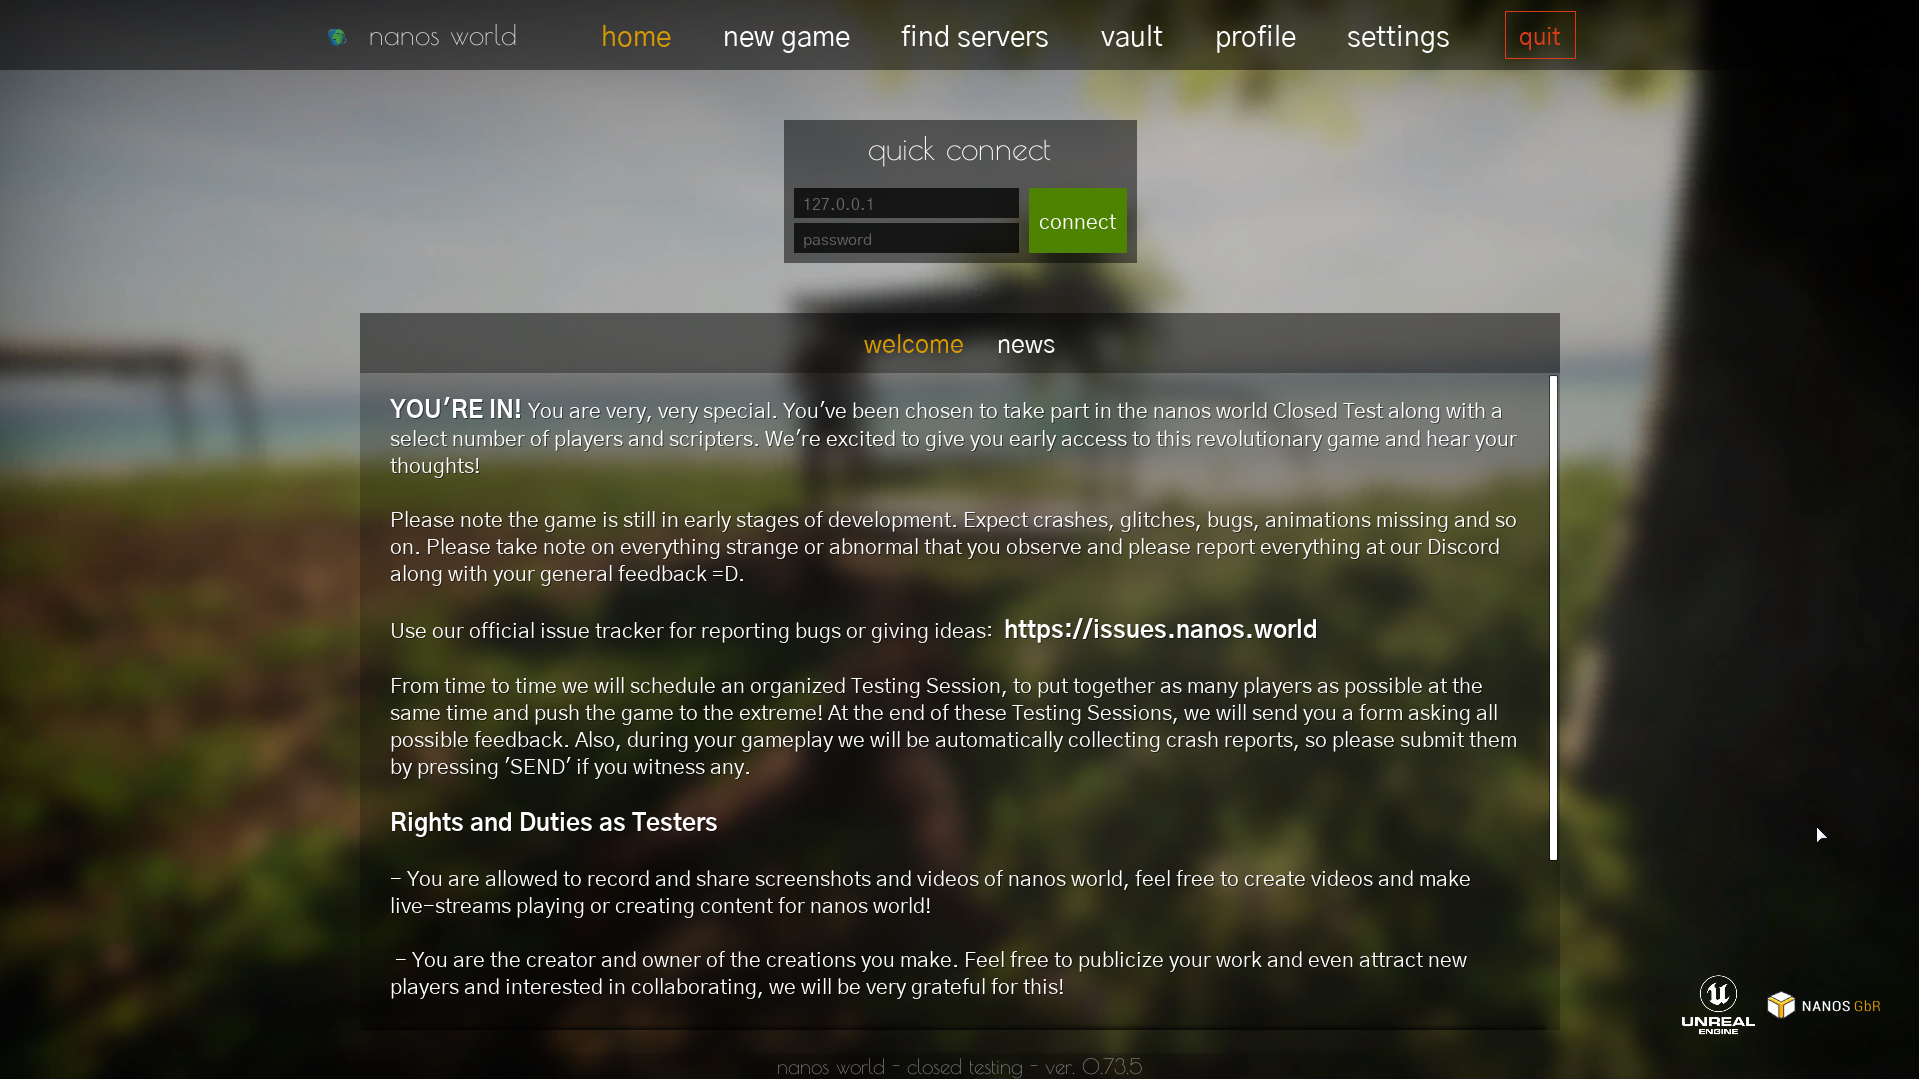 nanos world
home
new game
find servers
vault
profile
settings
quit
quick connect
127.0.0.1
password
connect
welcome
news
YOU'RE IN! You are very, very special. You've been chosen to take part in the nanos world Closed Test along with a
select number of players and scripters. We're excited to give you early access to this revolutionary game and hear your
thoughts!
Please note the game is still in early stages of development. Expect crashes, glitches, bugs, animations missing and so
on. Please take note on everything strange or abnormal that you observe and please report everything at our Discord
along with your general feedback =D.
Use our official issue tracker for reporting bugs or giving ideas: https://issues.nanos.world
From time to time we will schedule an organized Testing Session, to put together as many players as possible at the
same time and push the game to the extreme! At the end of these Testing Sessions, we will send you a form asking all
possible feedback. Also, during your gameplay we will be automatically collecting crash reports, so please submit them
by pressing 'SEND' if you witness any.
Rights and Duties as Testers
- You are allowed to record and share screenshots and videos of nanos world, feel free to create videos and make
live-streams playing or creating content for nanos world!
- You are the creator and owner of the creations you make. Feel free to publicize your work and even attract new
players and interested in collaborating, we will be very grateful for this!
UNREAL
ENGINE
NANOS GbR
nanos world - closed testing - ver. 0.73.5